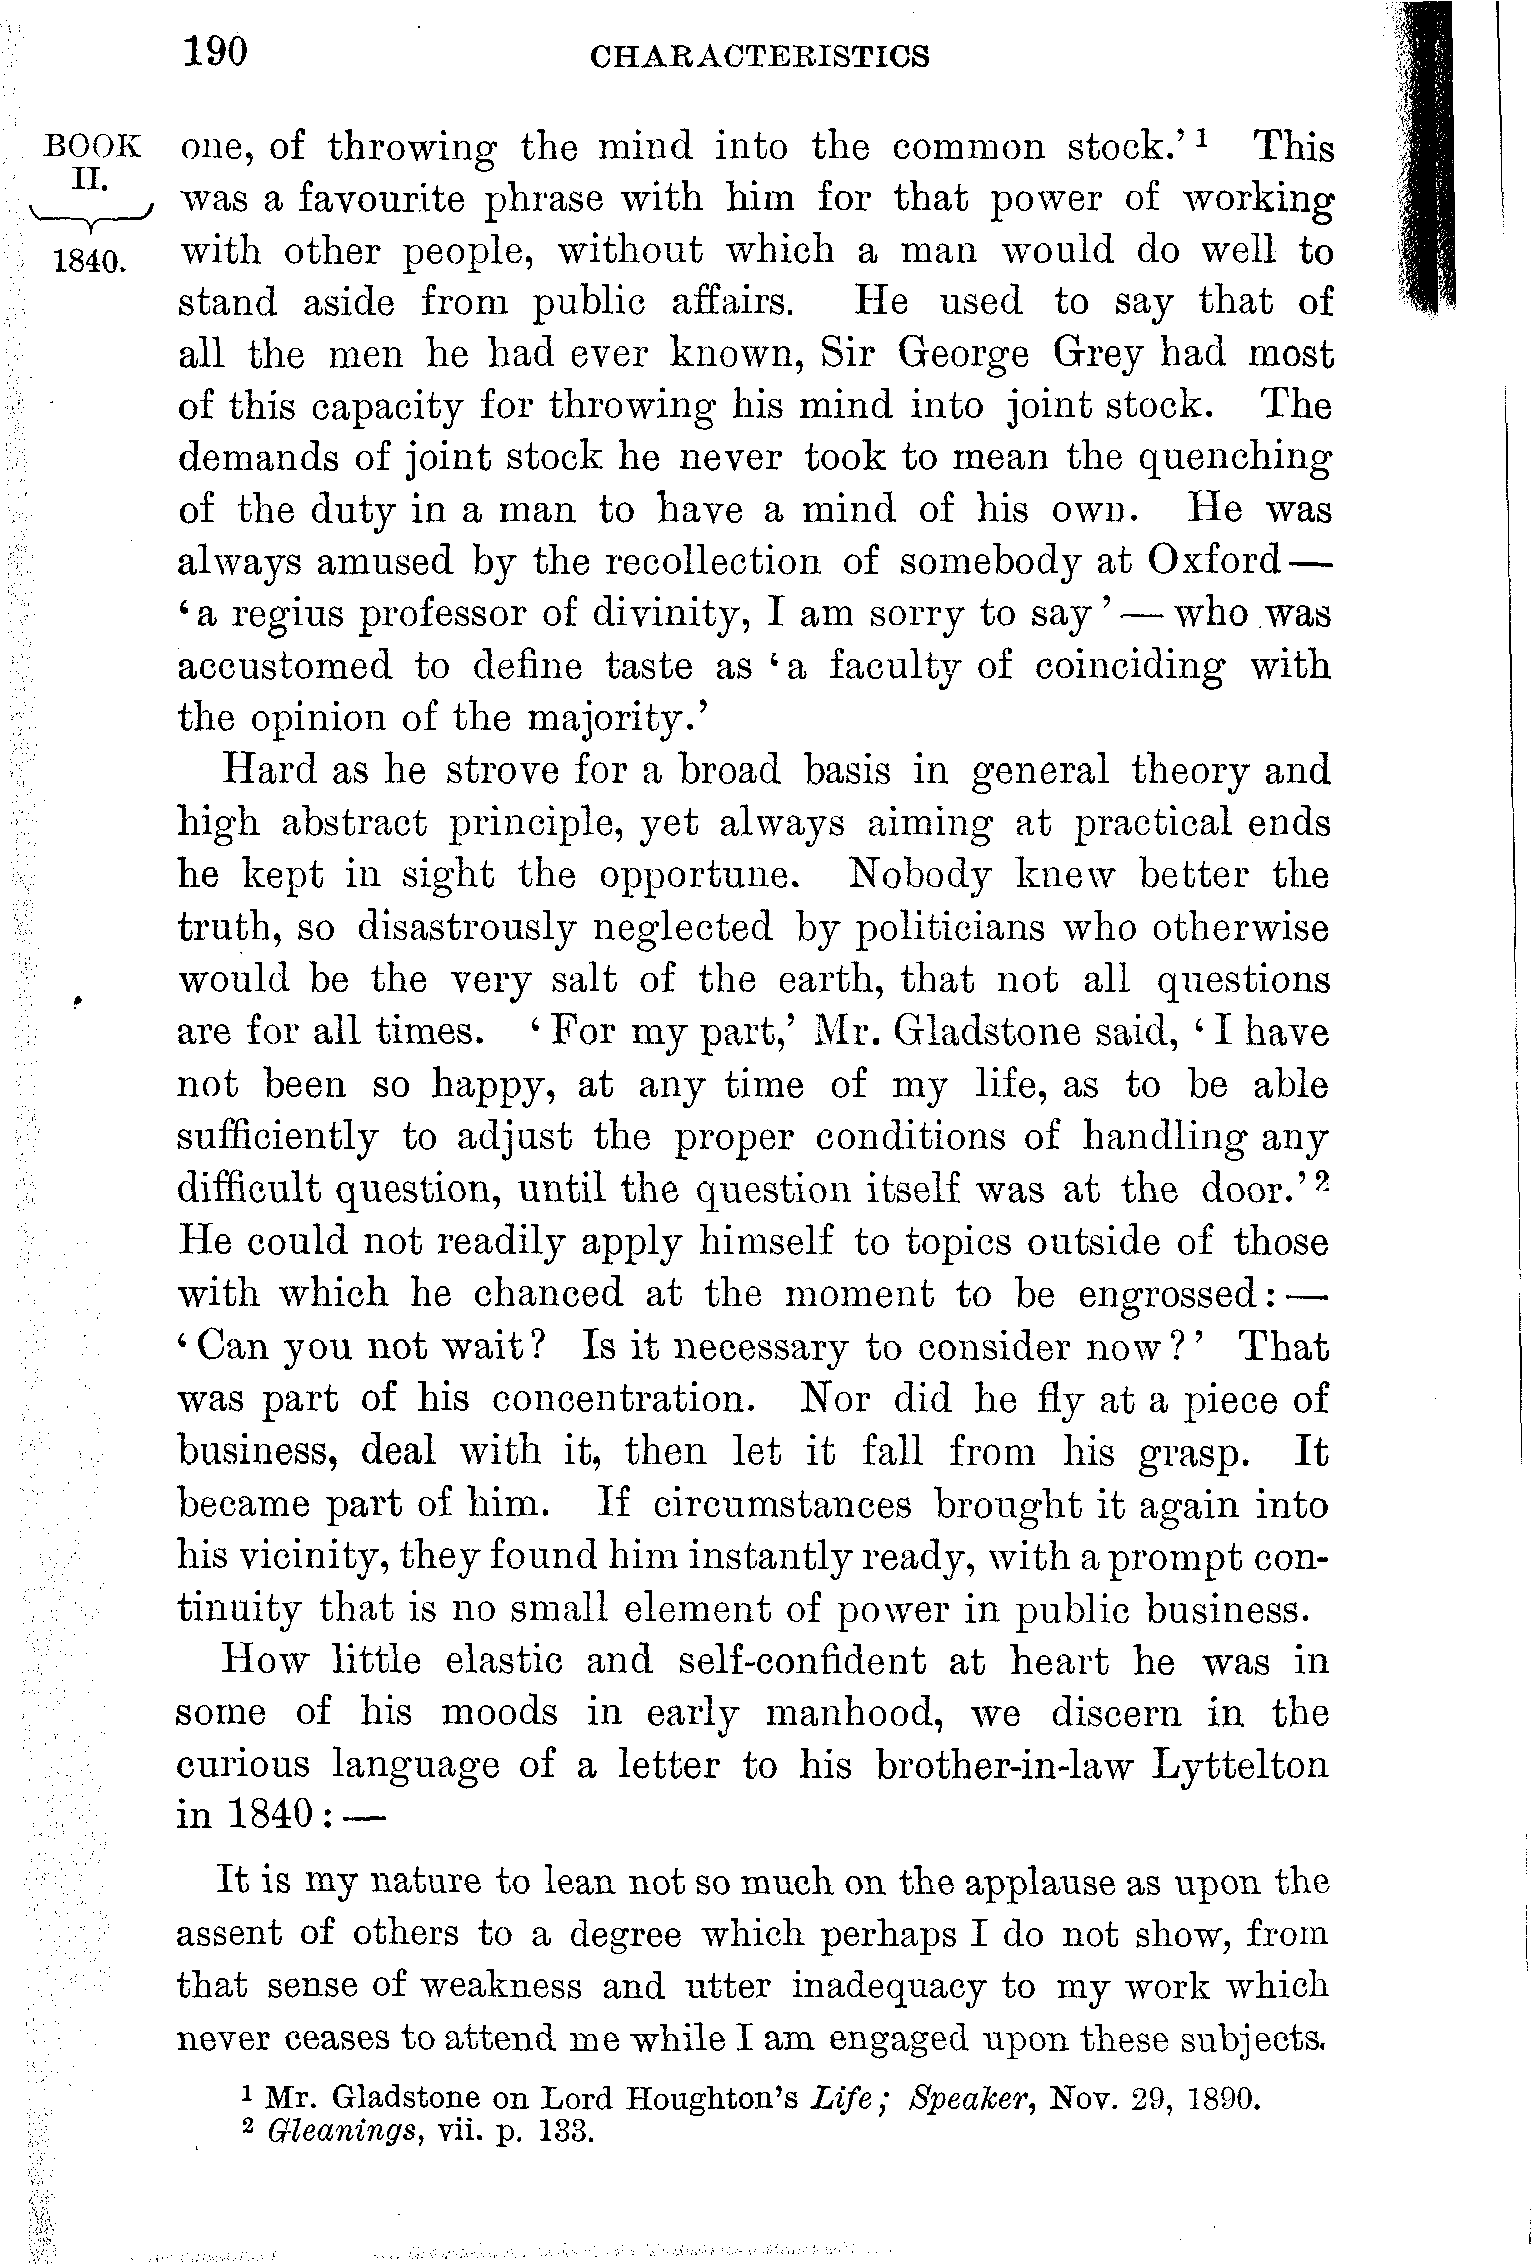 190 CHARACTERISTICS
BOOK
II.
1840.
one, of throwing the mind into the common stock.’ 1 This
was a favourite phrase with him for that power of working
with other people, without which a man would do well to
stand aside from public affairs. He used to say that of
all the men he had ever known, Sir George Grey had most
of this capacity for throwing his mind into joint stock. The
demands of joint stock he never took to mean the quenching
of the duty in a man to have a mind of his own. He was
always amused by the recollection of somebody at Oxford—
‘a regius professor of divinity, I am sorry to say’ — who was
accustomed to define taste as ‘a faculty of coinciding with
the opinion of the majority.’
Hard as he strove for a broad basis in general theory and
high abstract principle, yet always aiming at practical ends
he kept in sight the opportune. Nobody knew better the
truth, so disastrously neglected by politicians who otherwise
would be the very salt of the earth, that not all questions
are for all times. ‘For my part,’ Mr. Gladstone said, ‘I have
not been so happy, at any time of my life, as to be able
sufficiently to adjust the proper conditions of handling any
difficult question, until the question itself was at the door.’ 2
He could not readily apply himself to topics outside of those
with which he chanced at the moment to be engrossed: —
‘Can you not wait? Is it necessary to consider now?’ That
was part of his concentration. Nor did he fly at a piece of
business, deal with it, then let it fall from his grasp. It
became part of him. If circumstances brought it again into
his vicinity, they found him instantly ready, with a prompt con-
tinuity that is no small element of power in public business.
How little elastic and self-confident at heart he was in
some of his moods in early manhood, we discern in the
curious language of a letter to his brother-in-law Lyttelton
in 1840: —
It is my nature to lean not so much on the applause as upon the
assent of others to a degree which perhaps I do not show, from
that sense of weakness and utter inadequacy to my work which
never ceases to attend me while I am engaged upon these subjects.
1 Mr. Gladstone on Lord Houghton’s Life; Speaker, Nov. 29, 1890.
2 Gleanings, vii. p. 133.